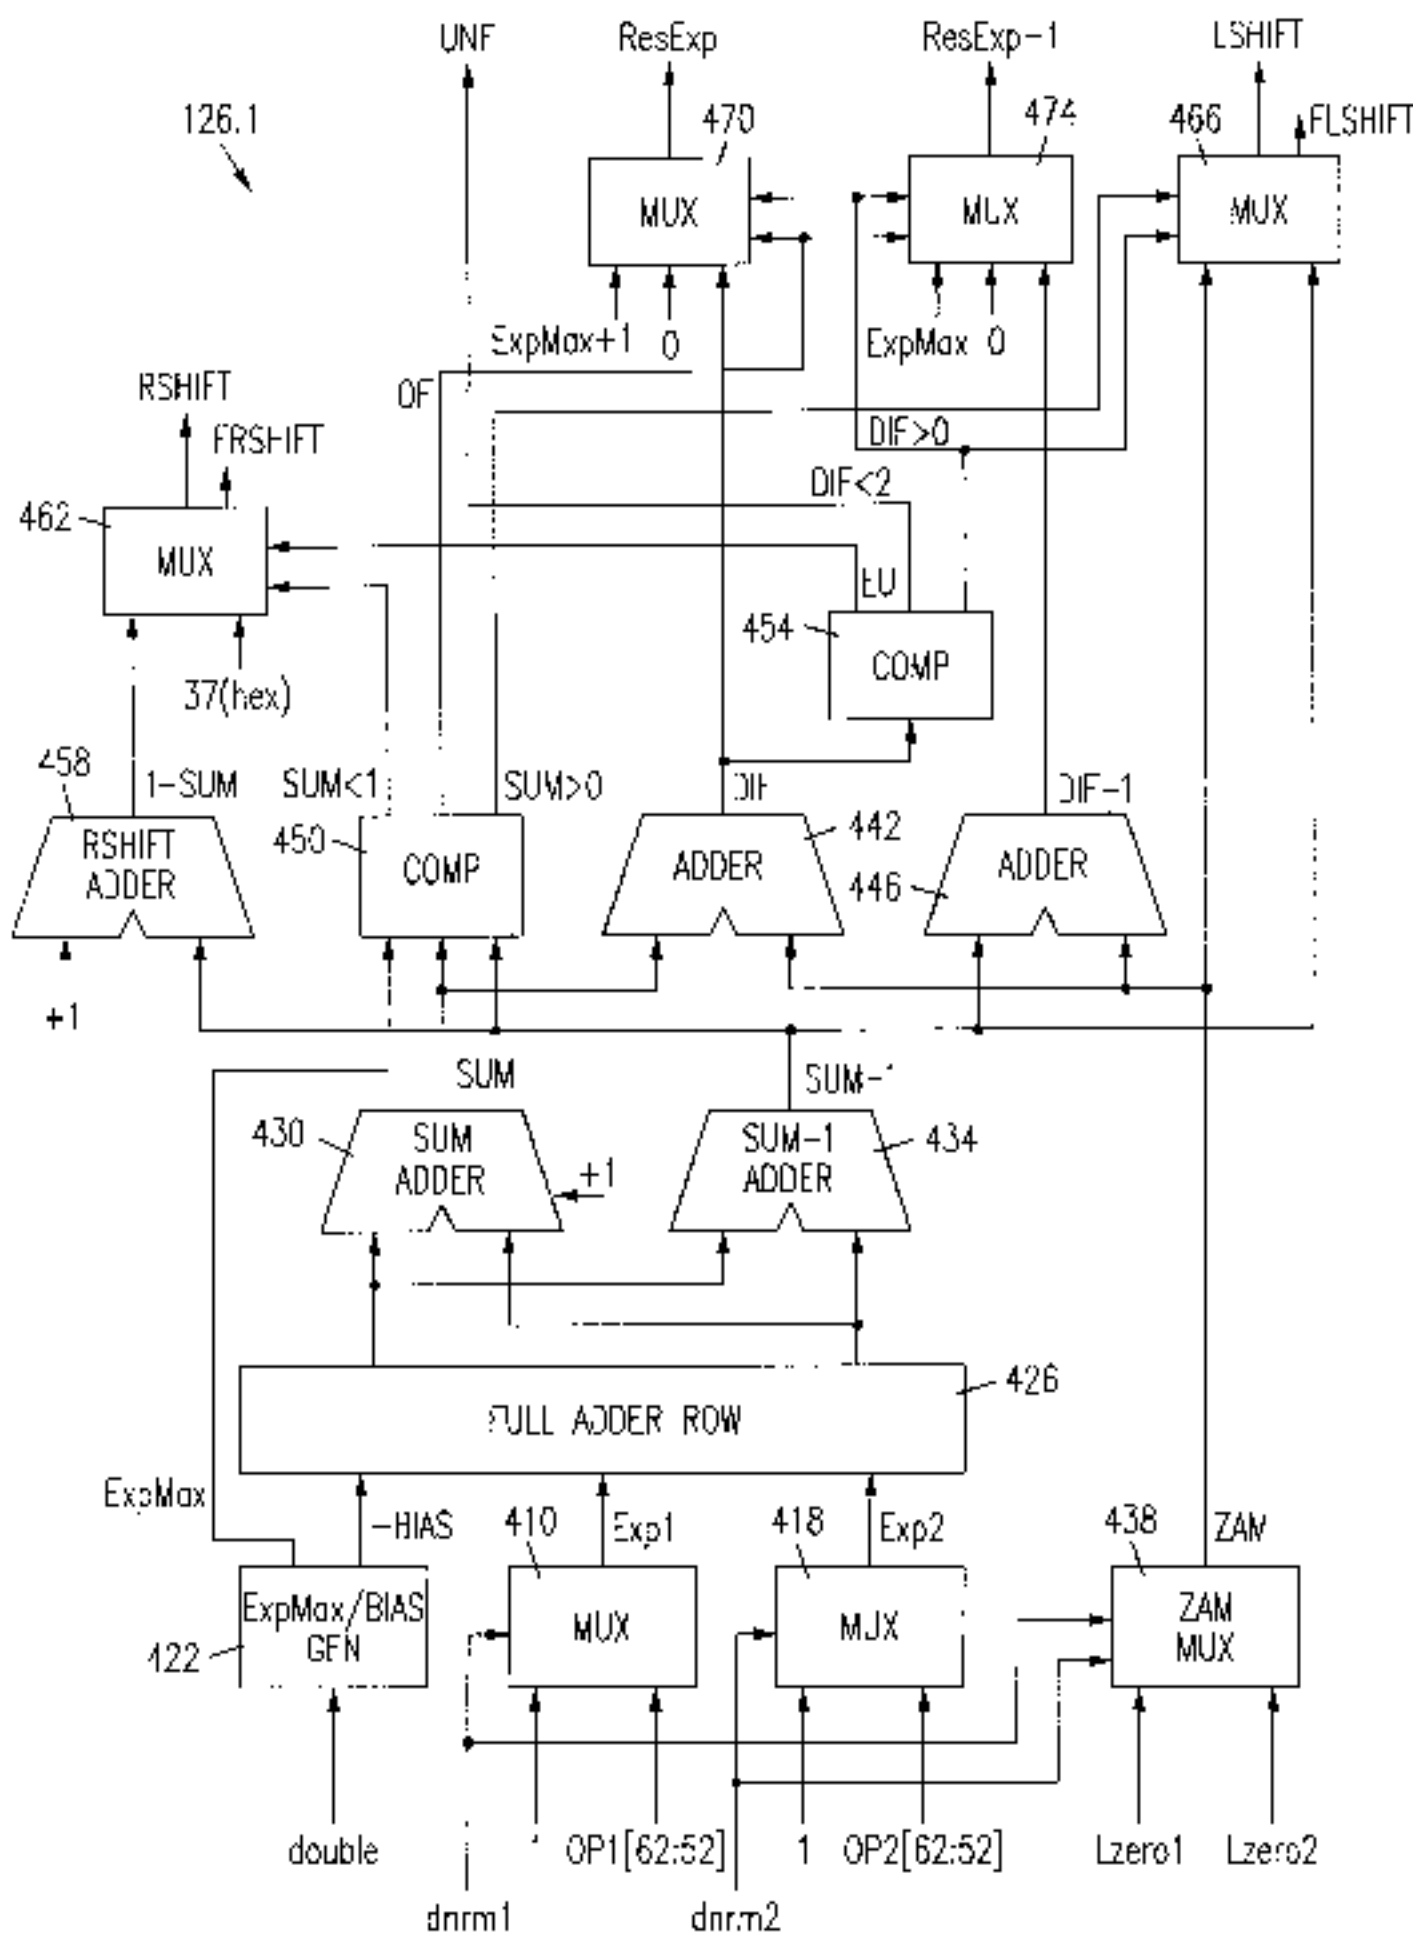 UNF
ResExp
ResExp-1
LSHIFT
126.1
470
474
466
FLSHIFT
MUX
MUX
MUX
ExpMax+1
0
ExpMax
0
RSHIFT
OF
FRSHIFT
DIF>0
DIF<2
462
MUX
EU
454
COMP
37(hex)
458
1-SUM
SUM<1
SUM>0
DIF
DIF-1
RSHIFT
ADDER
450
COMP
ADDER
442
446
ADDER
+1
SUM
SUM-1
430
SUM
ADDER
+1
SUM-1
ADDER
434
426
FULL ADDER ROW
ExpMax
-BIAS
410
Exp1
418
Exp2
438
ZAM
ExpMax/BIAS
GEN
422
MUX
MUX
ZAM
MUX
double
OP1[62:52]
1
OP2[62:52]
Lzero1
Lzero2
dnrm1
dnrm2